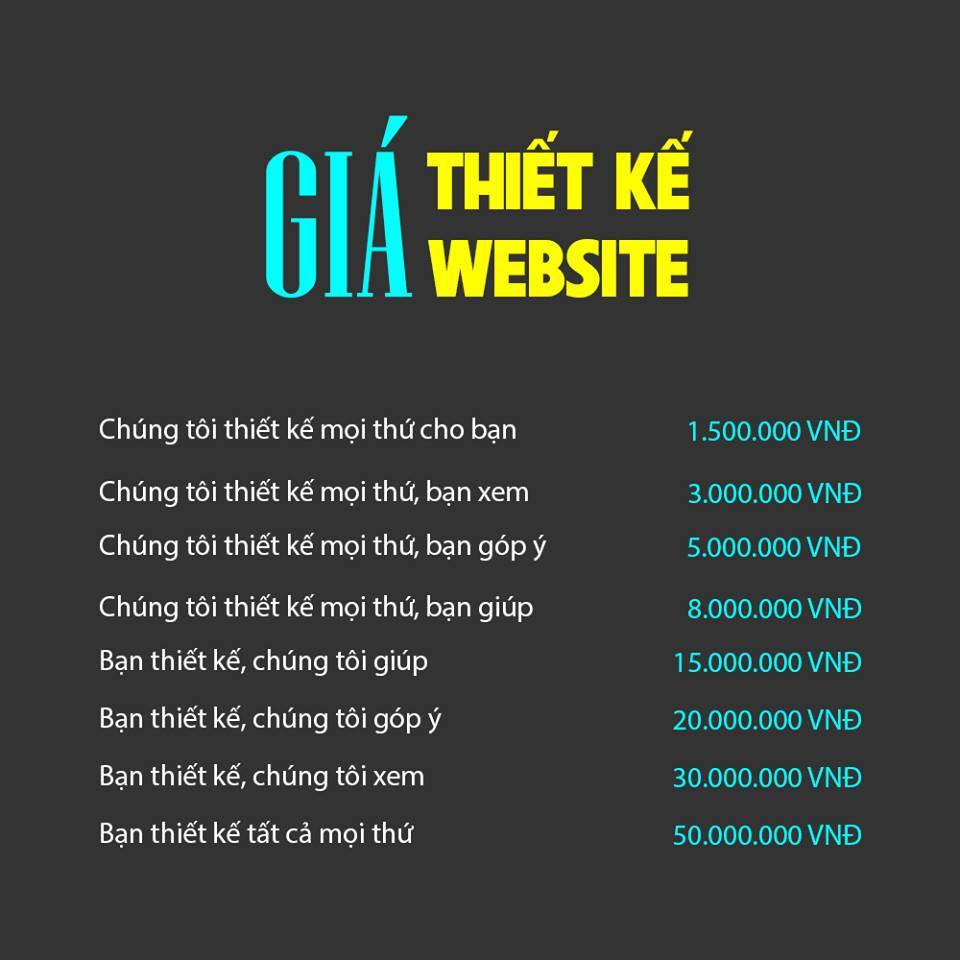 GIÁ THIẾT KẾ
WEBSITE
Chúng tôi thiết kế mọi thứ cho bạn 1.500.000 VNĐ
Chúng tôi thiết kế mọi thứ, bạn xem 3.000.000 VNĐ
Chúng tôi thiết kế mọi thứ, bạn góp ý 5.000.000 VNĐ
Chúng tôi thiết kế mọi thứ, bạn giúp 8.000.000 VNĐ
Bạn thiết kế, chúng tôi giúp 15.000.000 VNĐ
Bạn thiết kế, chúng tôi góp ý 20.000.000 VNĐ
Bạn thiết kế, chúng tôi xem 30.000.000 VNĐ
Bạn thiết kế tất cả mọi thứ 50.000.000 VNĐ